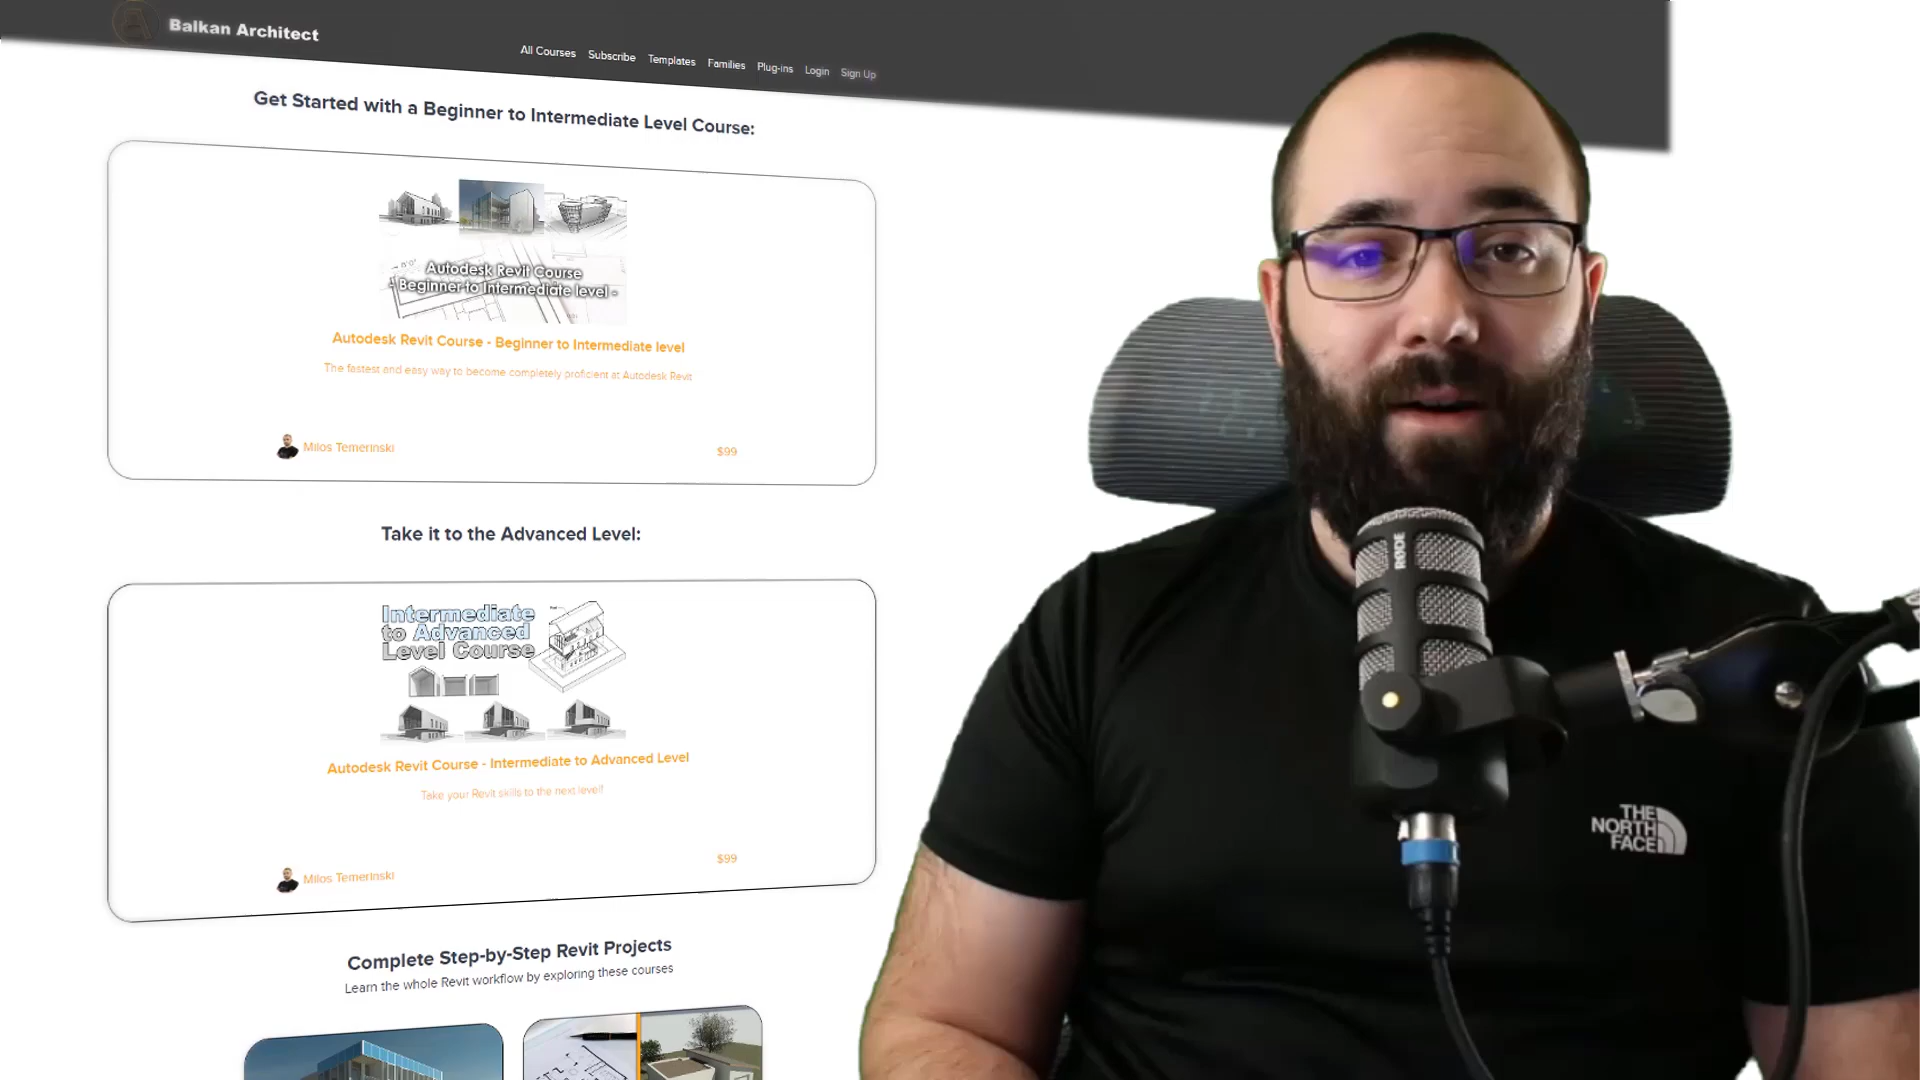 Balkan Architect
All Courses Subscribe Templates Families Plug-ins Login Sign Up
Get Started with a Beginner to Intermediate Level Course:
Autodesk Revit Course
- Beginner to Intermediate level -
Autodesk Revit Course - Beginner to Intermediate level
The fastest and easy way to become completely proficient at Autodesk Revit
Milos Temerinski
$99
Take it to the Advanced Level:
Intermediate
to Advanced
Level Course
Autodesk Revit Course - Intermediate to Advanced Level
Take your Revit skills to the next level!
Milos Temerinski
$99
Complete Step-by-Step Revit Projects
Learn the whole Revit workflow by exploring these courses
RØDE
THE
NORTH
FACE